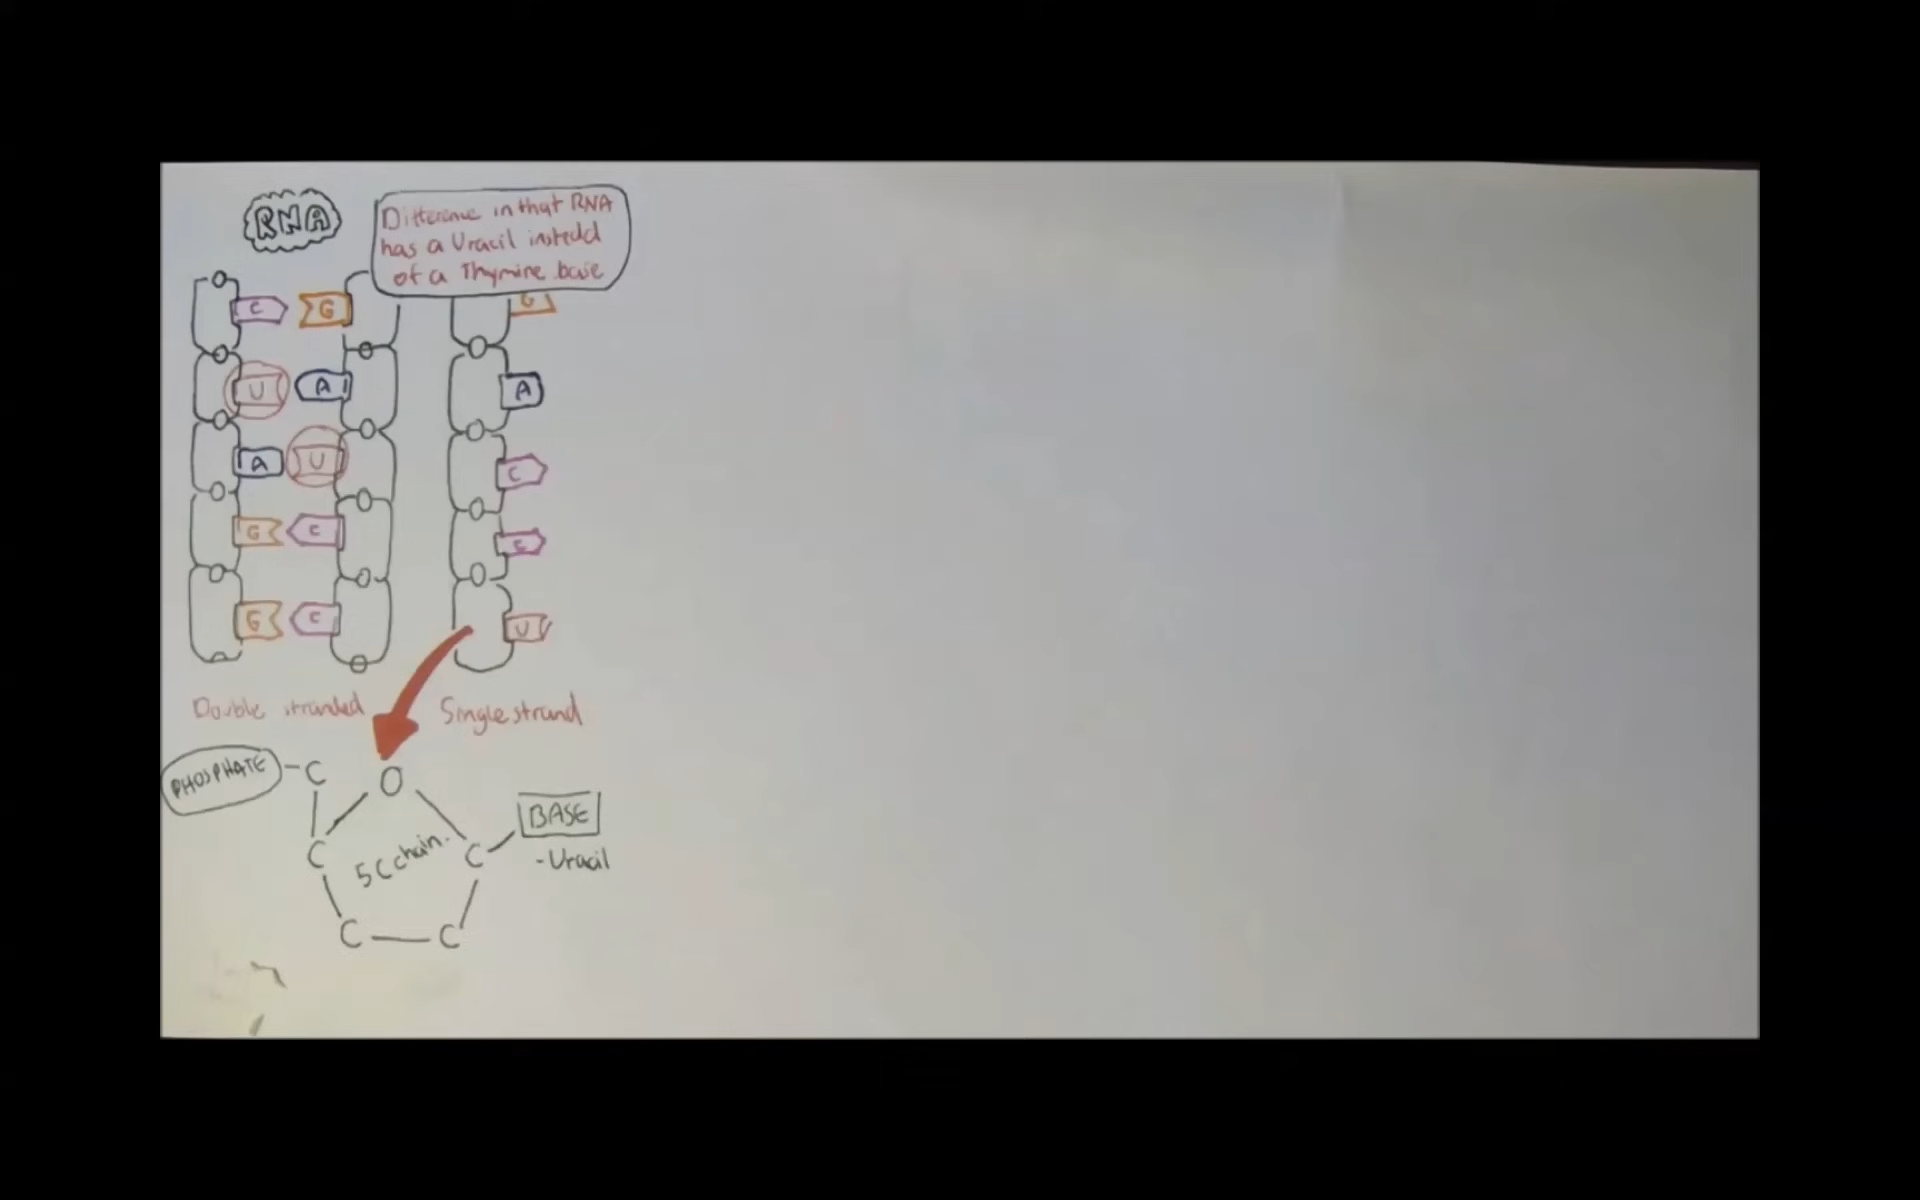 RNA
Difference in that RNA
has a Uracil instead
of a Thymine base
C G G
U A A
A U C
G C C
G C U
Double stranded Single strand
PHOSPHATE - C O
BASE
C 5C chain. C
- Uracil
C C